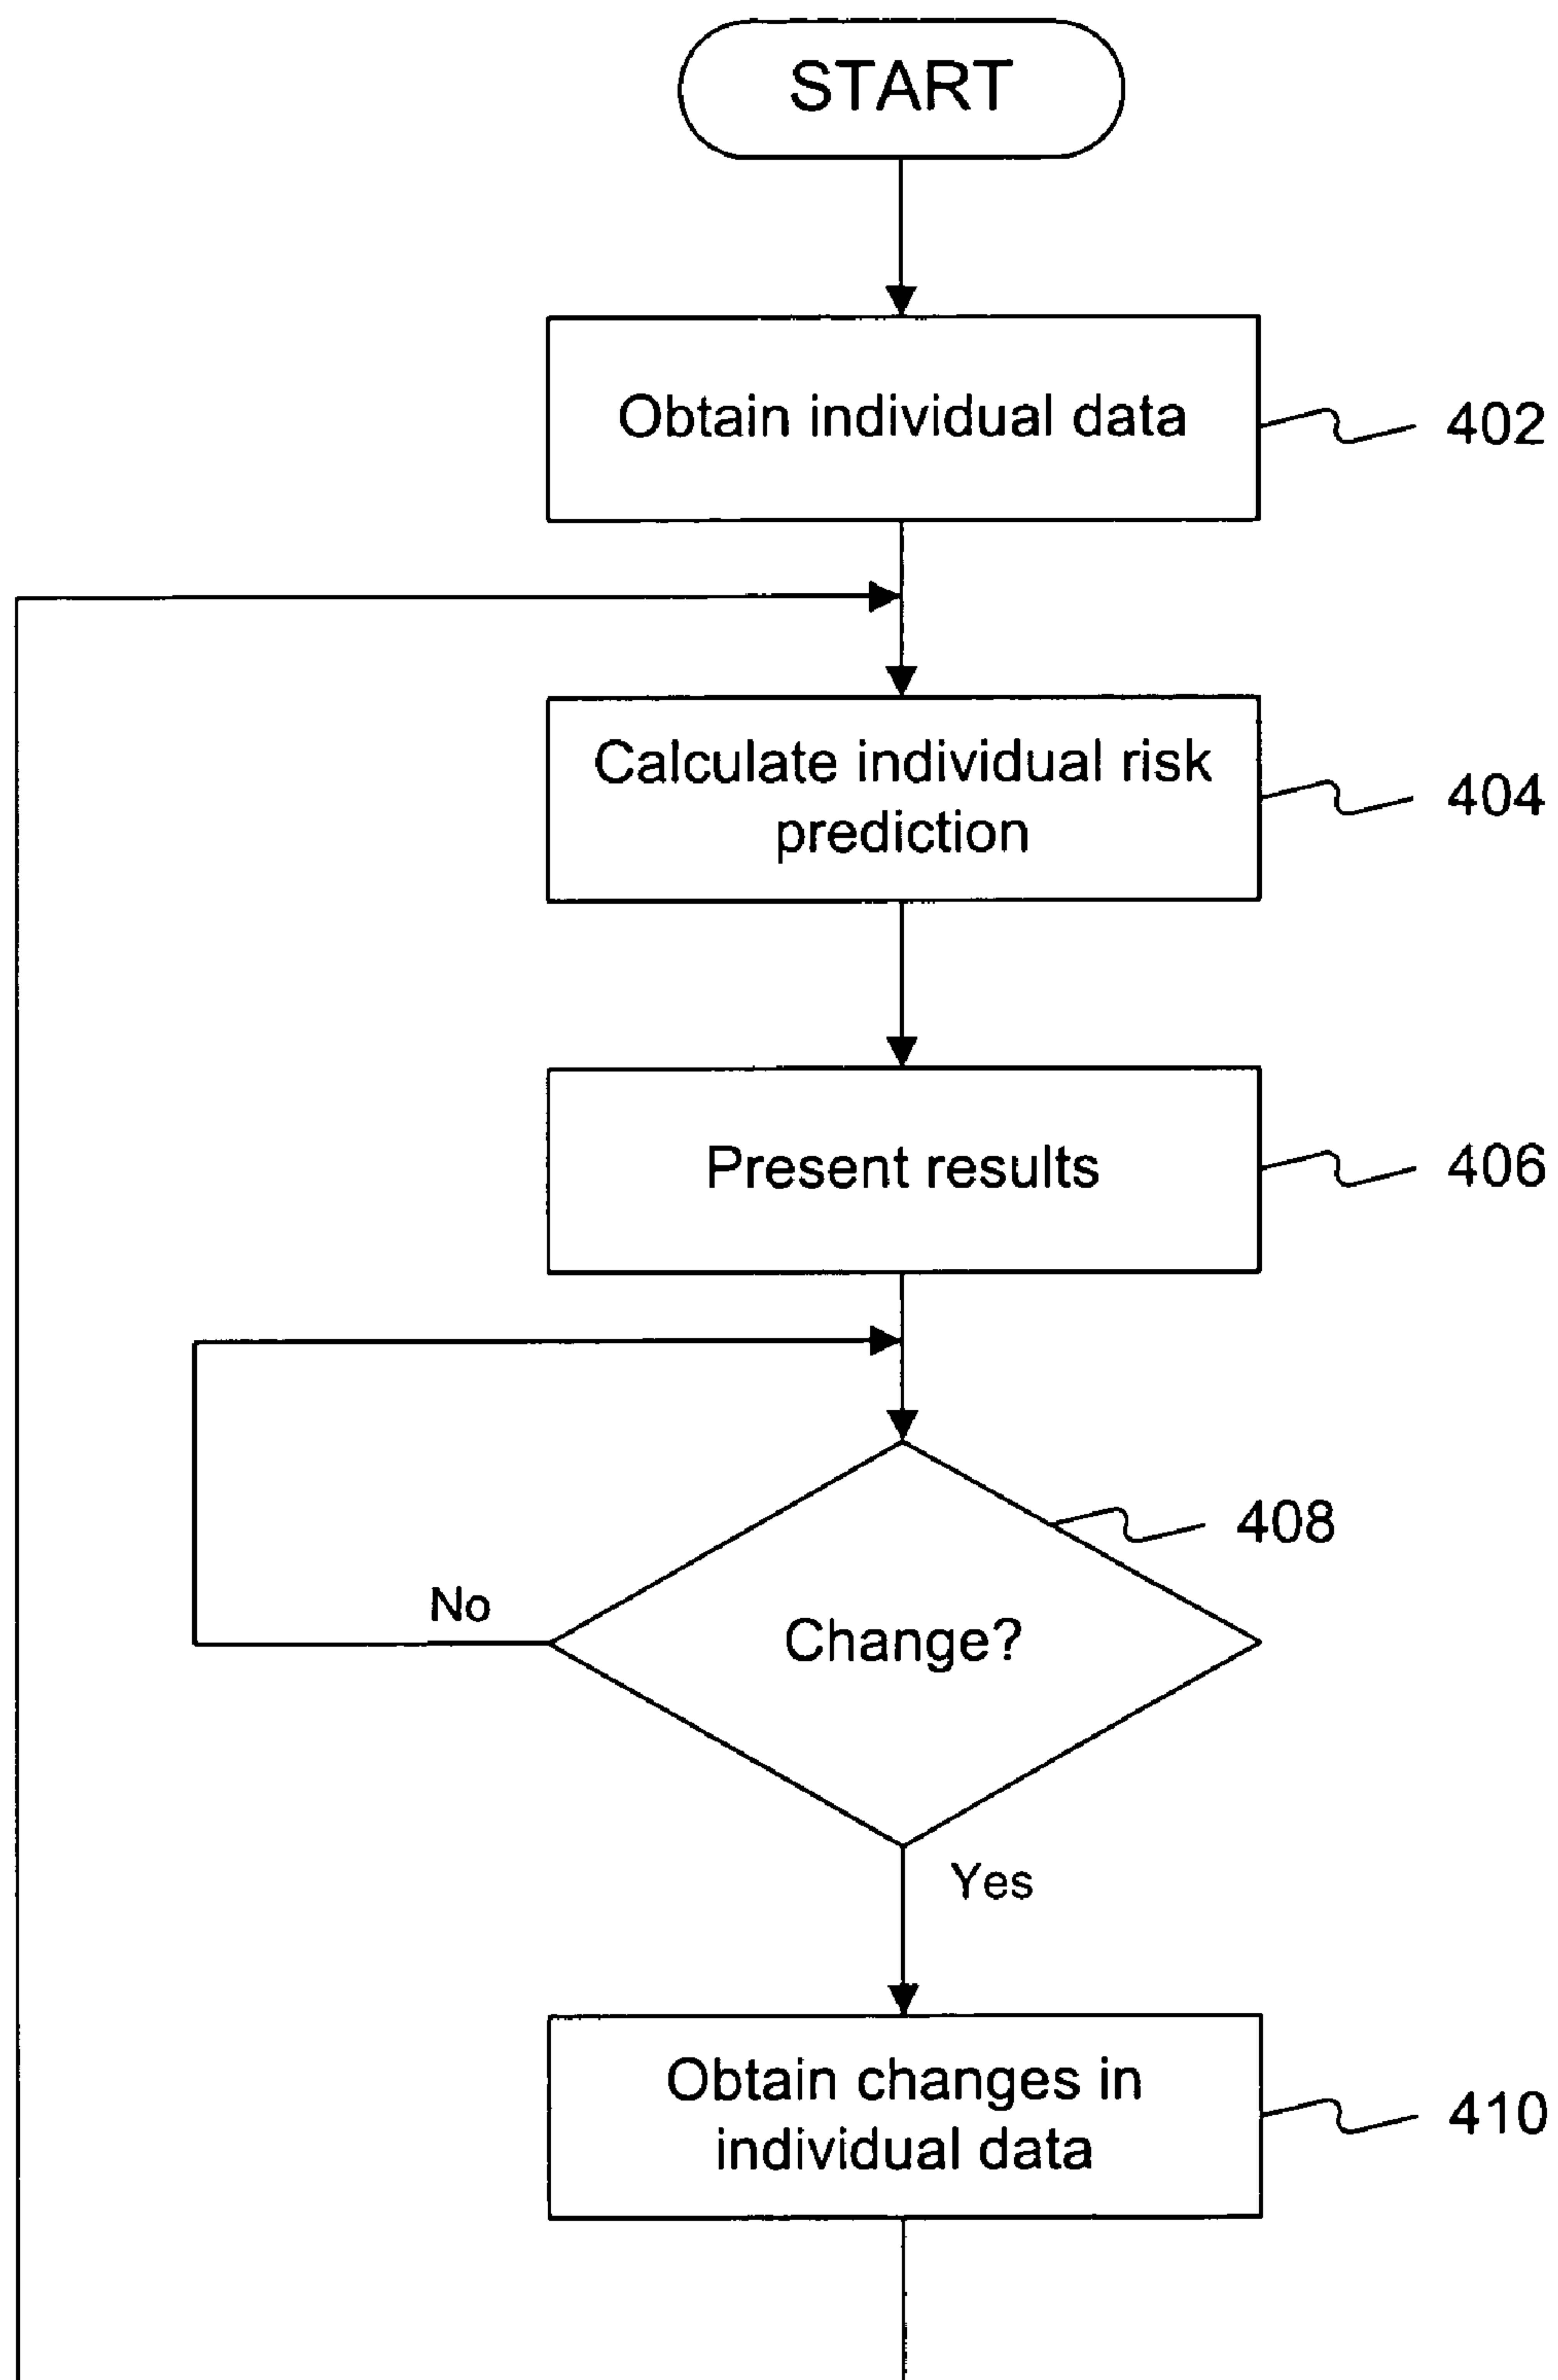 START
Obtain individual data
402
Calculate individual risk
prediction
404
Present results
406
408
No
Change?
Yes
Obtain changes in
individual data
410